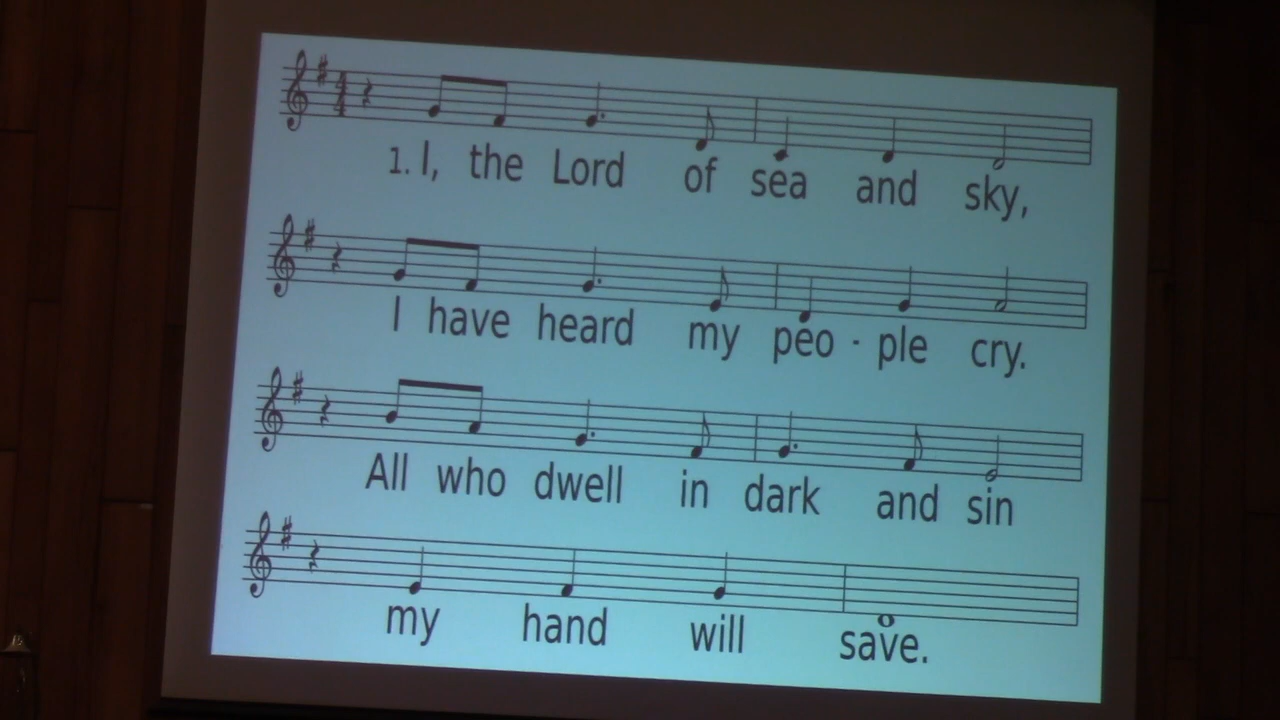 1. I, the Lord of sea and sky,
I have heard my peo - ple cry.
All who dwell in dark and sin
my hand will save.